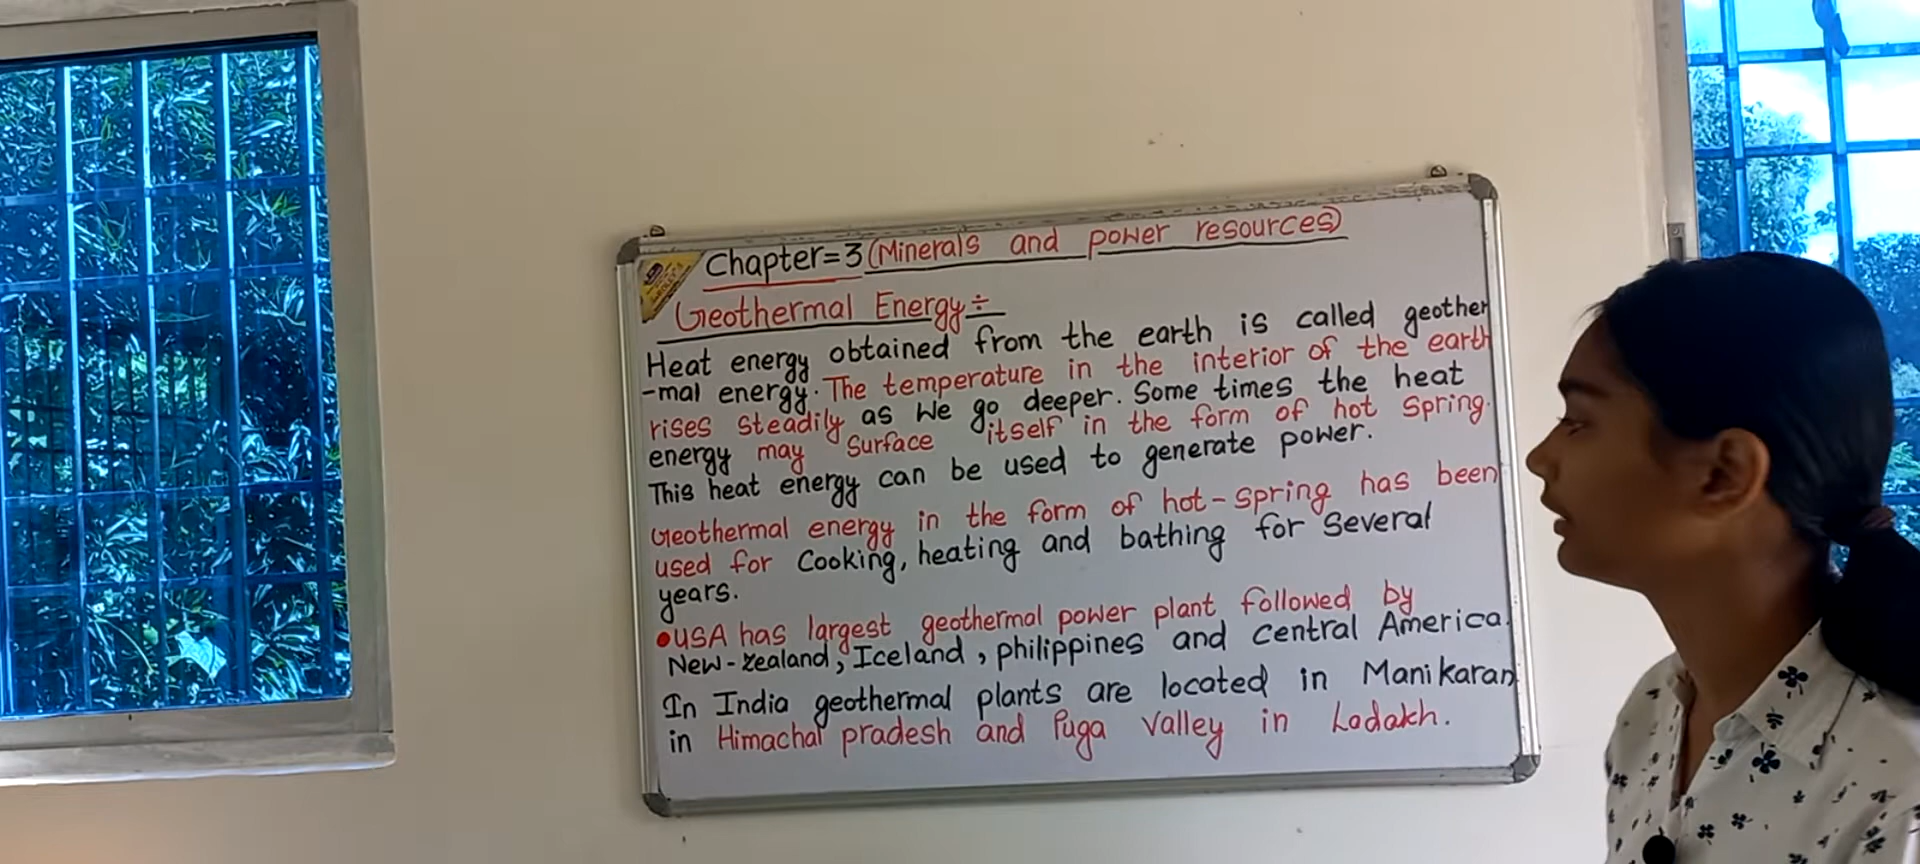 Chapter=3 (Minerals and power resources)
Geothermal Energy÷
Heat energy obtained from the earth is called geother
-mal energy. The temperature in the interior of the earth
rises steadily as we go deeper. Some times the heat
energy may surface itself in the form of hot spring.
This heat energy can be used to generate power.
Geothermal energy in the form of hot-spring has been
used for Cooking, heating and bathing for several
years.
•USA has largest geothermal power plant followed by
New-zealand, Iceland, philippines and central America.
In India geothermal plants are located in Manikaran
in Himachal pradesh and Puga valley in Ladakh.